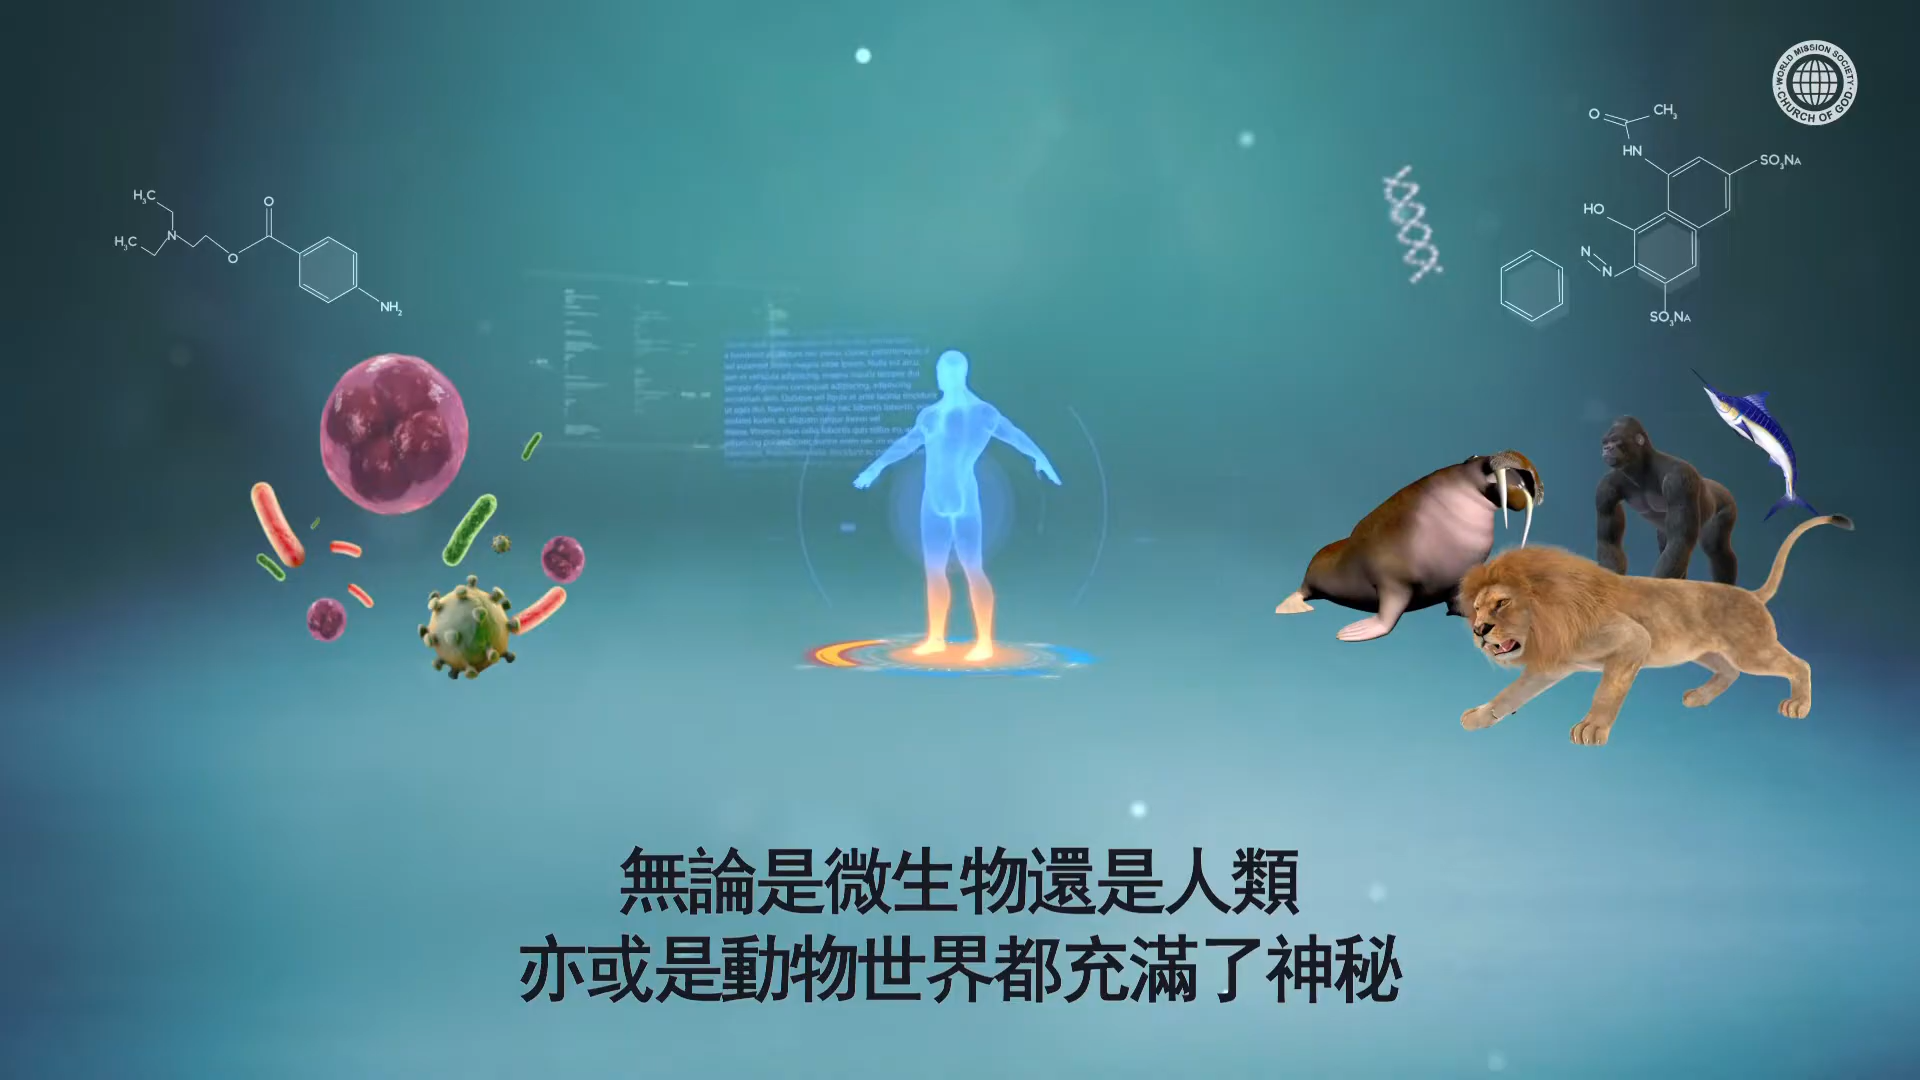 WORLD MISSION SOCIETY
CHURCH OF GOD
O
CH3
HN
SO3NA
HO
N
N
SO3NA
H3C
O
H3C
N
O
NH2
無論是微生物還是人類
亦或是動物世界都充滿了神秘